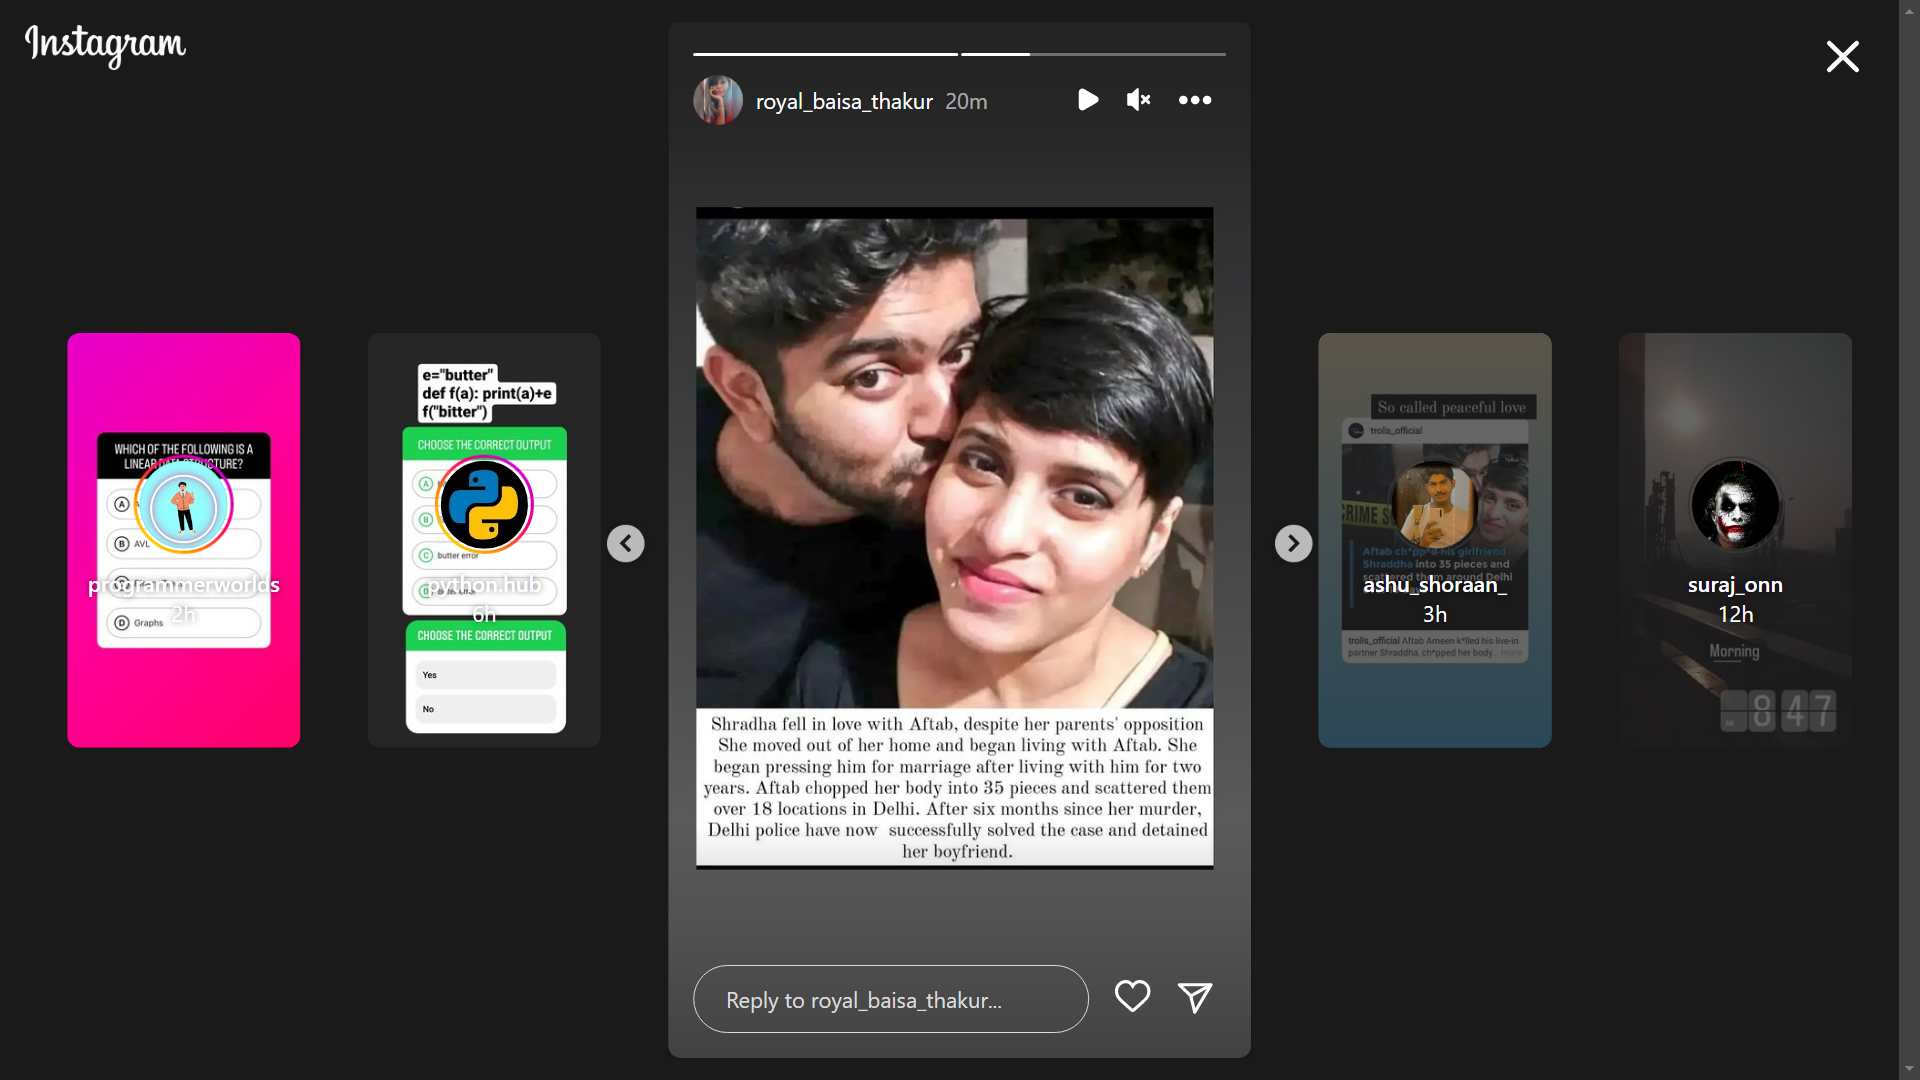 Instagram
royal_baisa_thakur 20m
Shradha fell in love with Aftab, despite her parents' opposition
She moved out of her home and began living with Aftab. She
began pressing him for marriage after living with him for two
years. Aftab chopped her body into 35 pieces and scattered them
over 18 locations in Delhi. After six months since her murder,
Delhi police have now successfully solved the case and detained
her boyfriend.
Reply to royal_baisa_thakur...
WHICH OF THE FOLLOWING IS A
LINEAR DATA STRUCTURE?
A
B AVL
programmerworlds
2h
D Graphs
e="butter"
def f(a): print(a)+e
f("bitter")
CHOOSE THE CORRECT OUTPUT
A
B
C butter error
D
python.hub
6h
CHOOSE THE CORRECT OUTPUT
Yes
No
So called peaceful love
trolls_official
CRIME S
Aftab ch*pp*d his girlfriend
Shraddha into 35 pieces and
scattered them around Delhi
ashu_shoraan_
3h
trolls_official Aftab Ameen k*lled his live-in
partner Shraddha, ch*pped her body... more
suraj_onn
12h
Morning
8 47